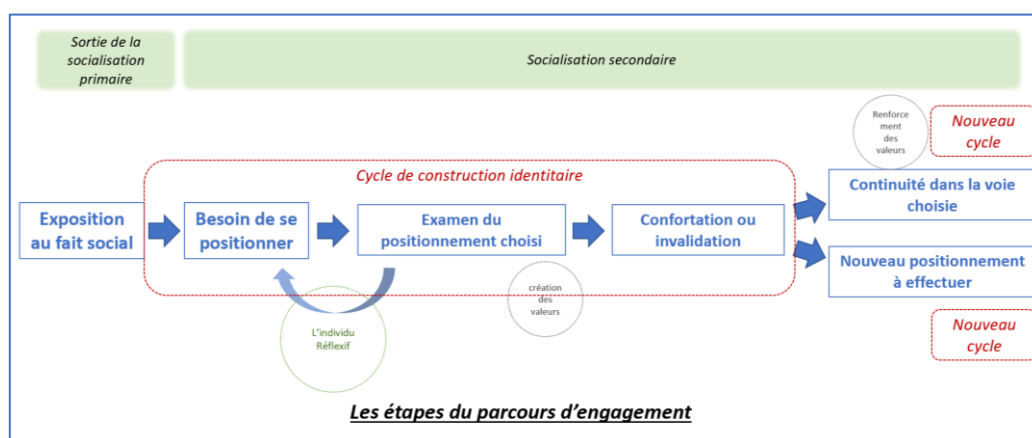 Sortie de la
socialisation
primaire
Socialisation secondaire
Renforce
ment
des
valeurs
Nouveau
cycle
Cycle de construction identitaire
Exposition
au fait social
Besoin de se
positionner
Examen du
positionnement choisi
Confortation ou
invalidation
Continuité dans la voie
choisie
Nouveau positionnement
à effectuer
création
des
valeurs
L'individu
Réflexif
Nouveau
cycle
Les étapes du parcours d'engagement